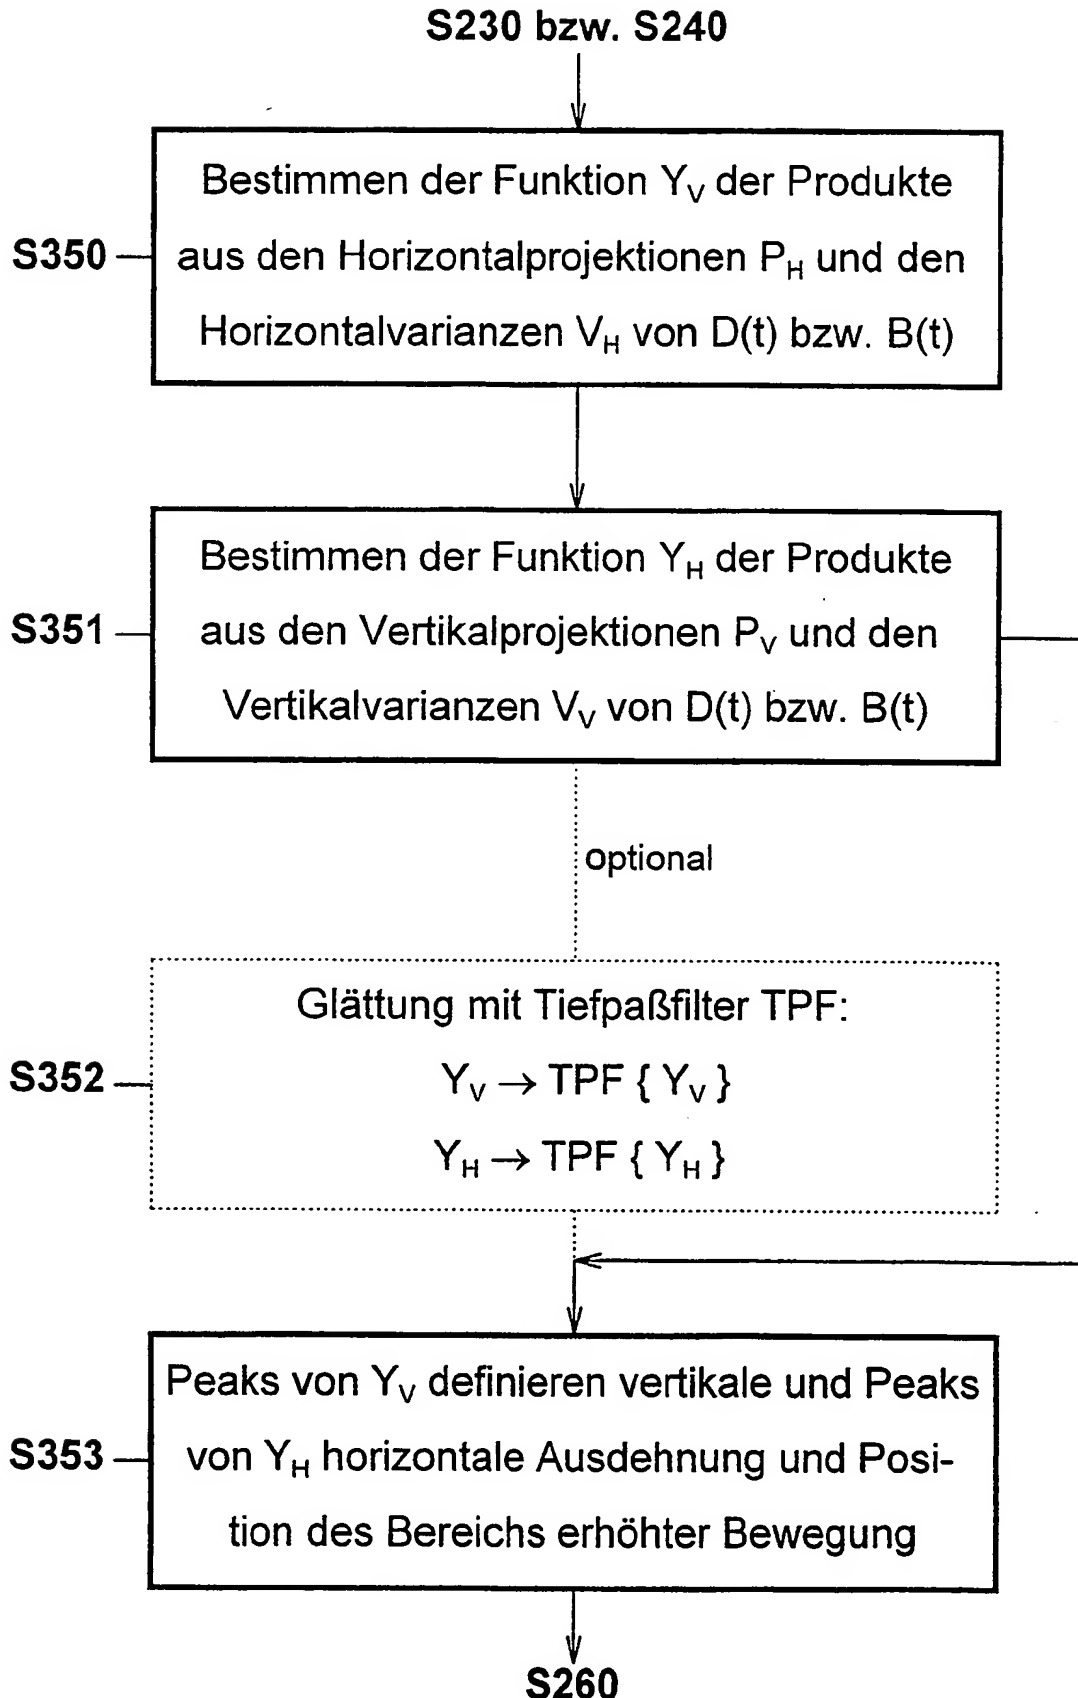 S230 bzw. S240
Bestimmen der Funktion Y_V der Produkte
S350
aus den Horizontalprojektionen P_H und den
Horizontalvarianzen V_H von D(t) bzw. B(t)
Bestimmen der Funktion Y_H der Produkte
S351
aus den Vertikalprojektionen P_V und den
Vertikalvarianzen V_V von D(t) bzw. B(t)
optional
Glättung mit Tiefpaßfilter TPF:
S352
Y_V → TPF { Y_V }
Y_H → TPF { Y_H }
Peaks von Y_V definieren vertikale und Peaks
S353
von Y_H horizontale Ausdehnung und Posi-
tion des Bereichs erhöhter Bewegung
S260